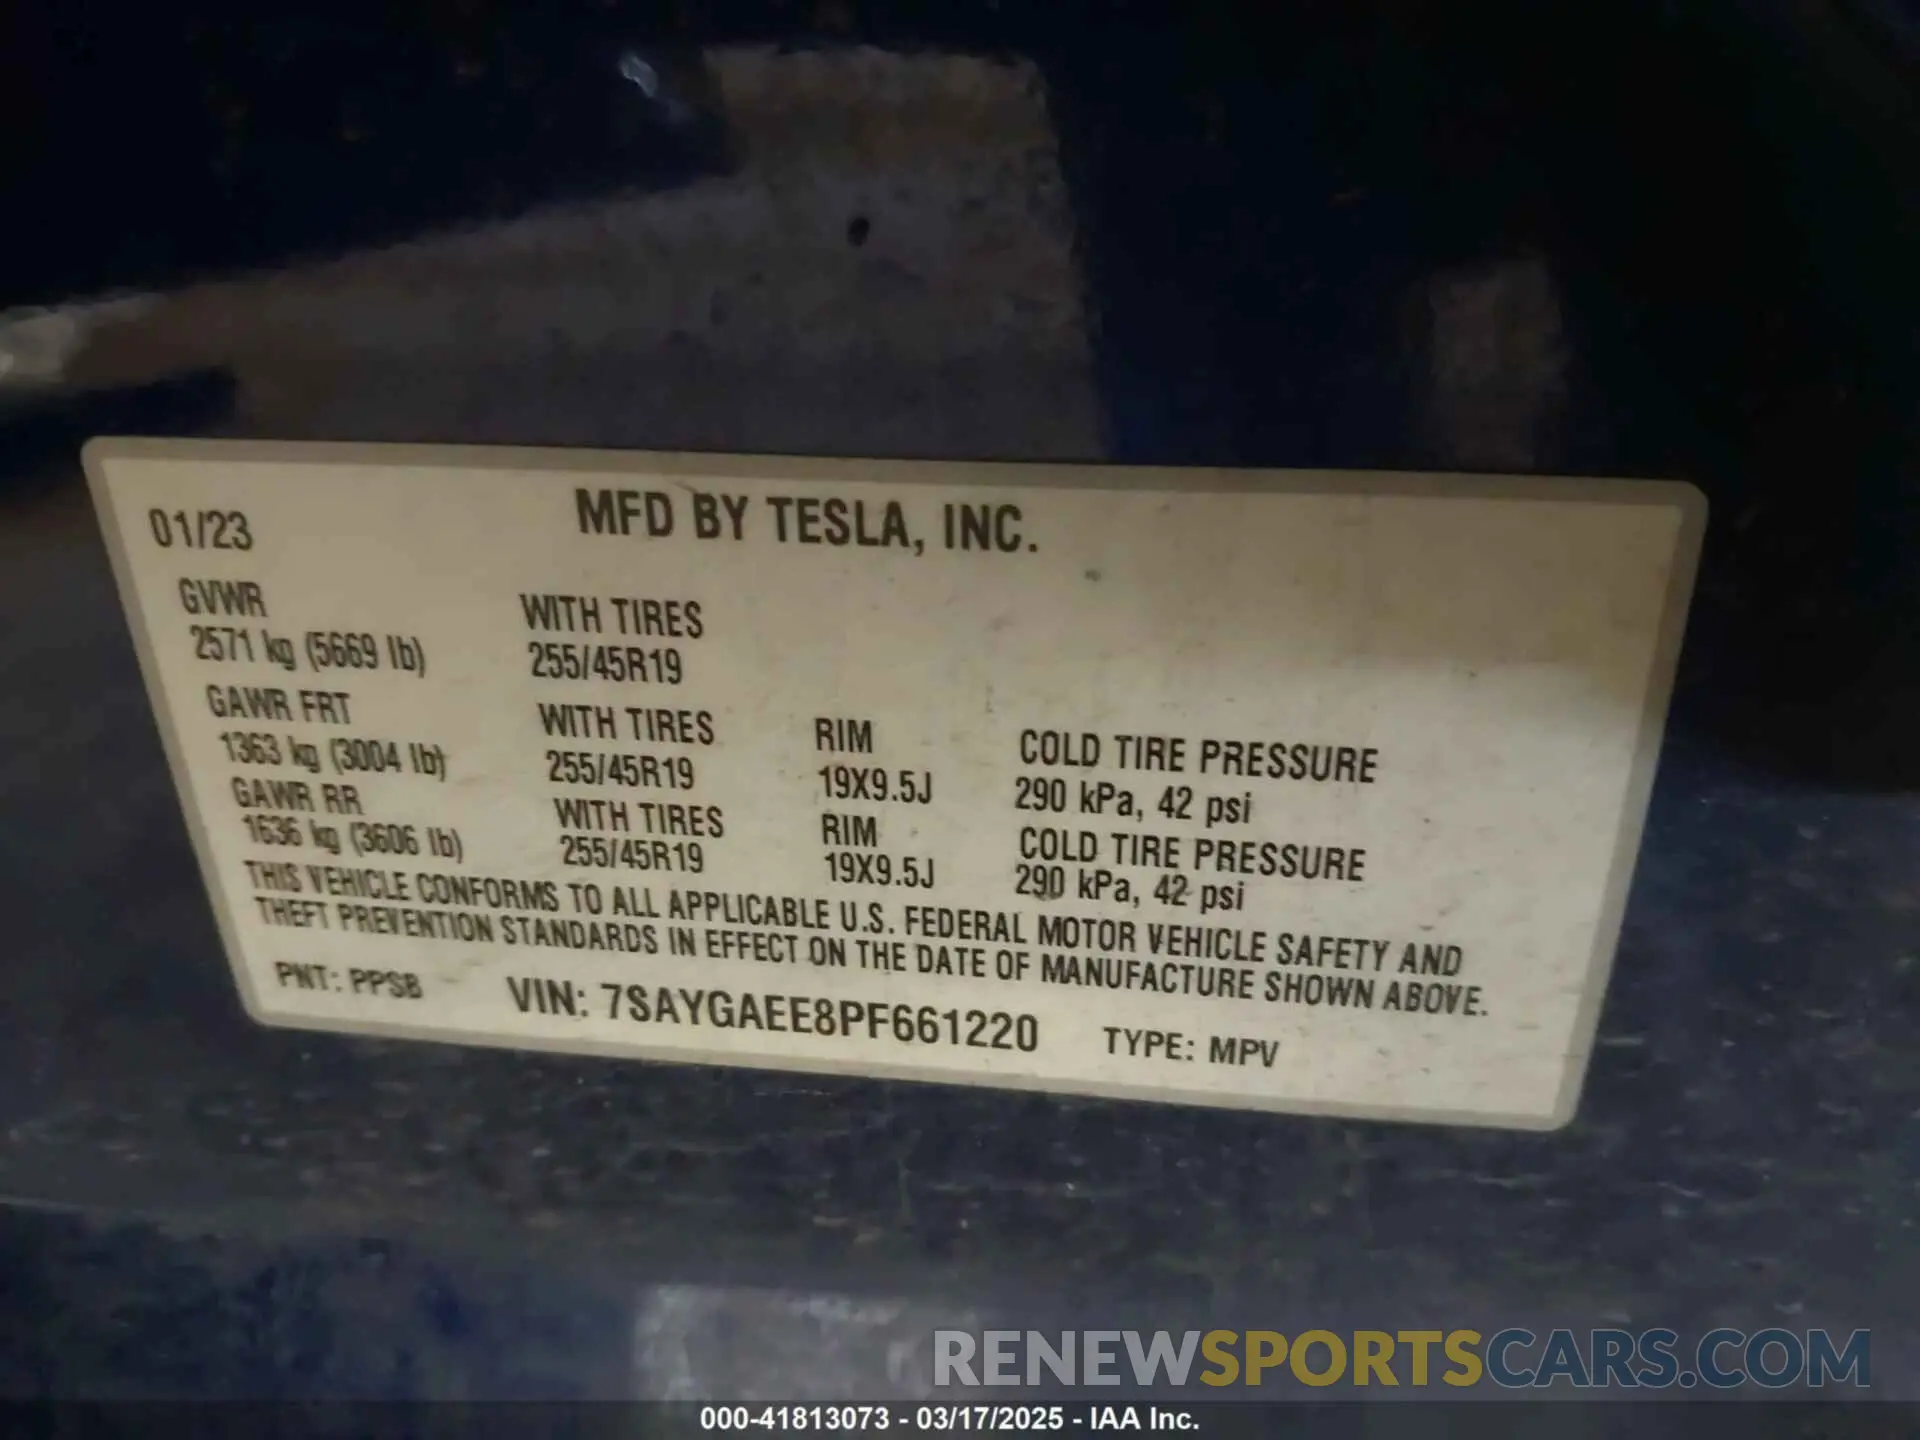 01/23 MFD BY TESLA, INC.
GVWR WITH TIRES
2571 kg (5669 lb) 255/45R19
GAWR FRT WITH TIRES RIM COLD TIRE PRESSURE
1363 kg (3004 lb) 255/45R19 19X9.5J 290 kPa, 42 psi
GAWR RR WITH TIRES RIM COLD TIRE PRESSURE
1636 kg (3606 lb) 255/45R19 19X9.5J 290 kPa, 42 psi
THIS VEHICLE CONFORMS TO ALL APPLICABLE U.S. FEDERAL MOTOR VEHICLE SAFETY AND
THEFT PREVENTION STANDARDS IN EFFECT ON THE DATE OF MANUFACTURE SHOWN ABOVE.
PNT: PPSB VIN: 7SAYGAEE8PF661220 TYPE: MPV
RENEWSPORTSCARS.COM
000-41813073 - 03/17/2025 - IAA Inc.